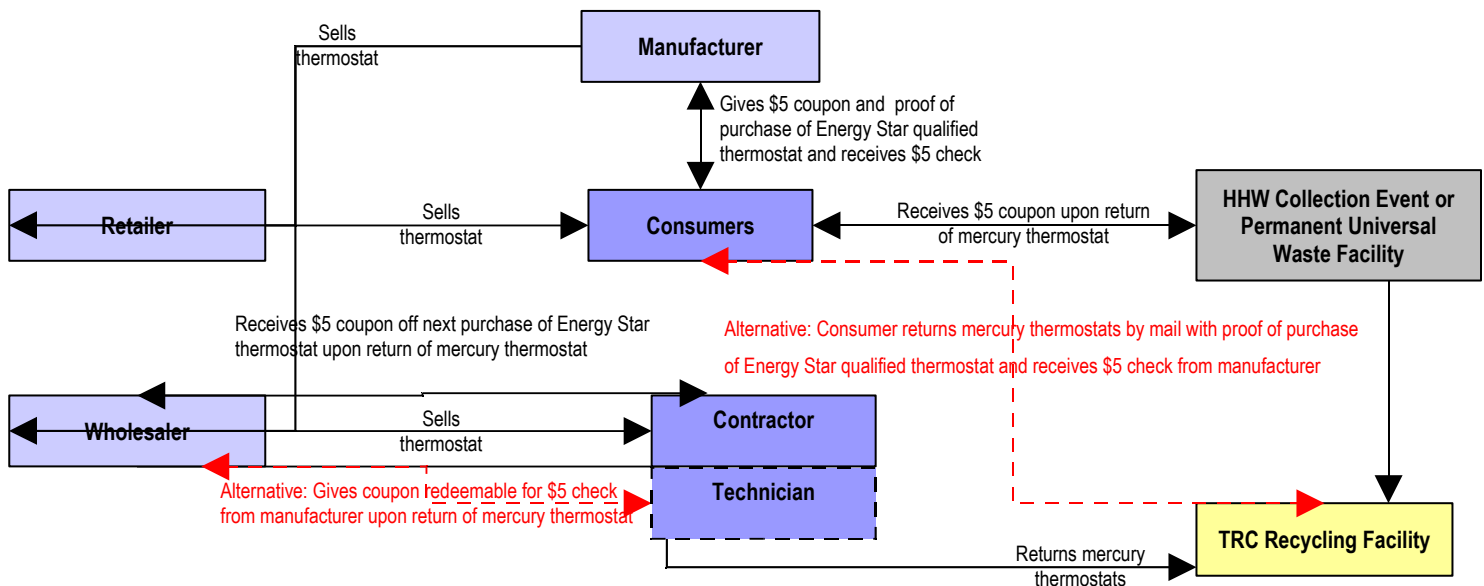 Sells
thermostat
Manufacturer
Gives $5 coupon and proof of
purchase of Energy Star qualified
thermostat and receives $5 check
Retailer
Sells
thermostat
Consumers
Receives $5 coupon upon return
of mercury thermostat
HHW Collection Event or
Permanent Universal
Waste Facility
Receives $5 coupon off next purchase of Energy Star
thermostat upon return of mercury thermostat
Alternative: Consumer returns mercury thermostats by mail with proof of purchase
of Energy Star qualified thermostat and receives $5 check from manufacturer
Wholesaler
Sells
thermostat
Contractor
Alternative: Gives coupon redeemable for $5 check
from manufacturer upon return of mercury thermostat
Technician
Returns mercury
thermostats
TRC Recycling Facility